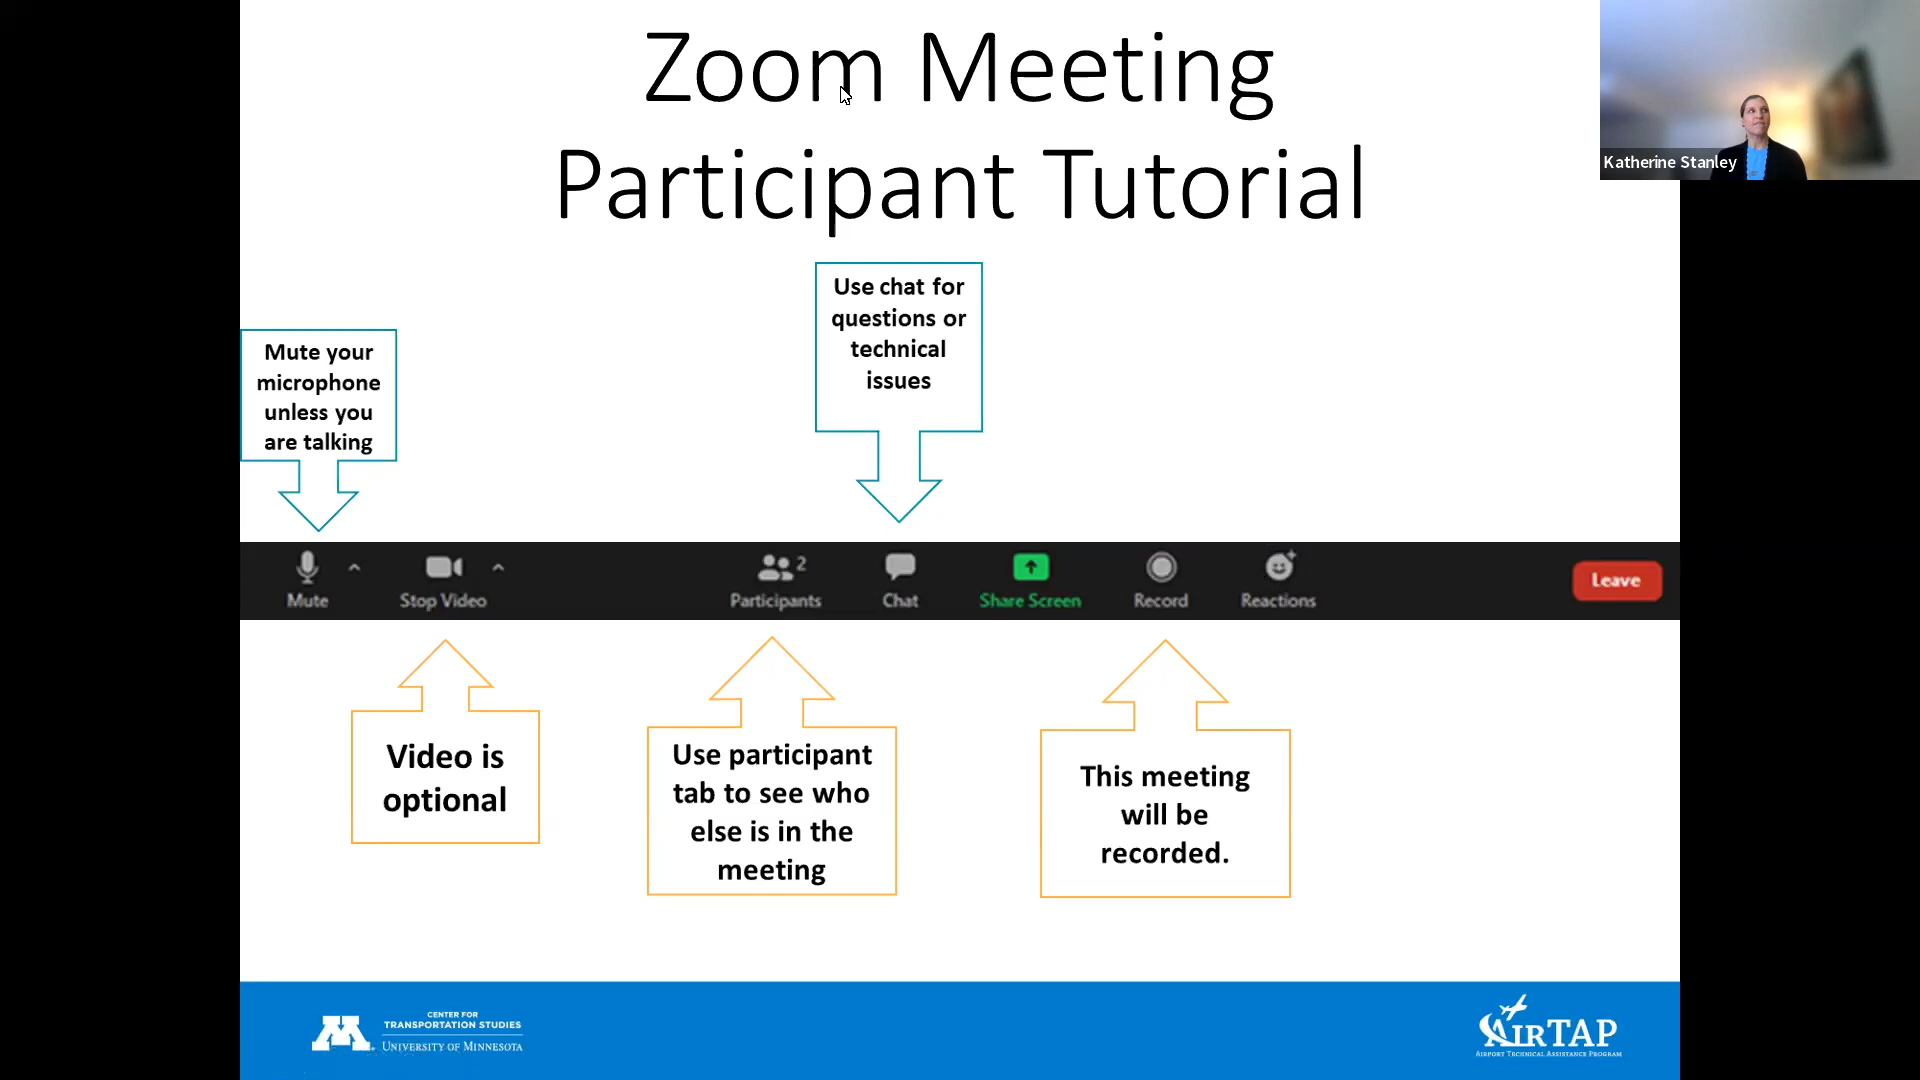 Zoom Meeting
Participant Tutorial
Katherine Stanley
Use chat for
questions or
technical
issues
Mute your
microphone
unless you
are talking
2
Mute
Stop Video
Participants
Chat
Share Screen
Record
Reactions
Leave
Video is
optional
Use participant
tab to see who
else is in the
meeting
This meeting
will be
recorded.
M
CENTER FOR
TRANSPORTATION STUDIES
UNIVERSITY OF MINNESOTA
AIRTAP
AIRPORT TECHNICAL ASSISTANCE PROGRAM